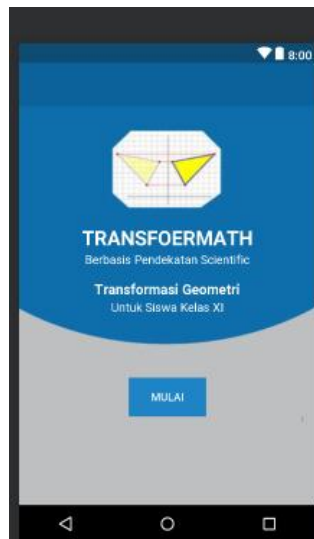 8:00
TRANSFOERMATH
Berbasis Pendekatan Scientific
Transformasi Geometri
Untuk Siswa Kelas XI
MULAI